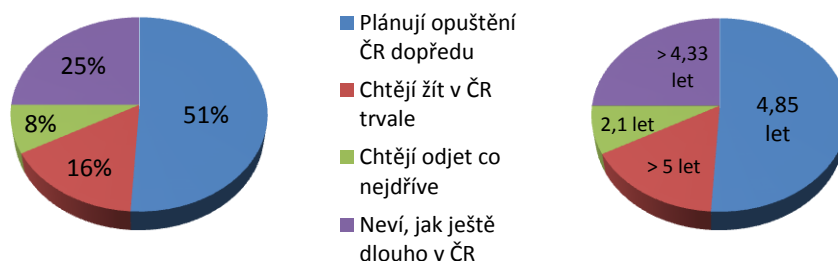 25%
51%
8%
16%
Plánují opuštění
ČR dopředu
Chtějí žít v ČR
trvale
Chtějí odjet co
nejdříve
Neví, jak ještě
dlouho v ČR
> 4,33
let
4,85
let
2,1 let
> 5 let